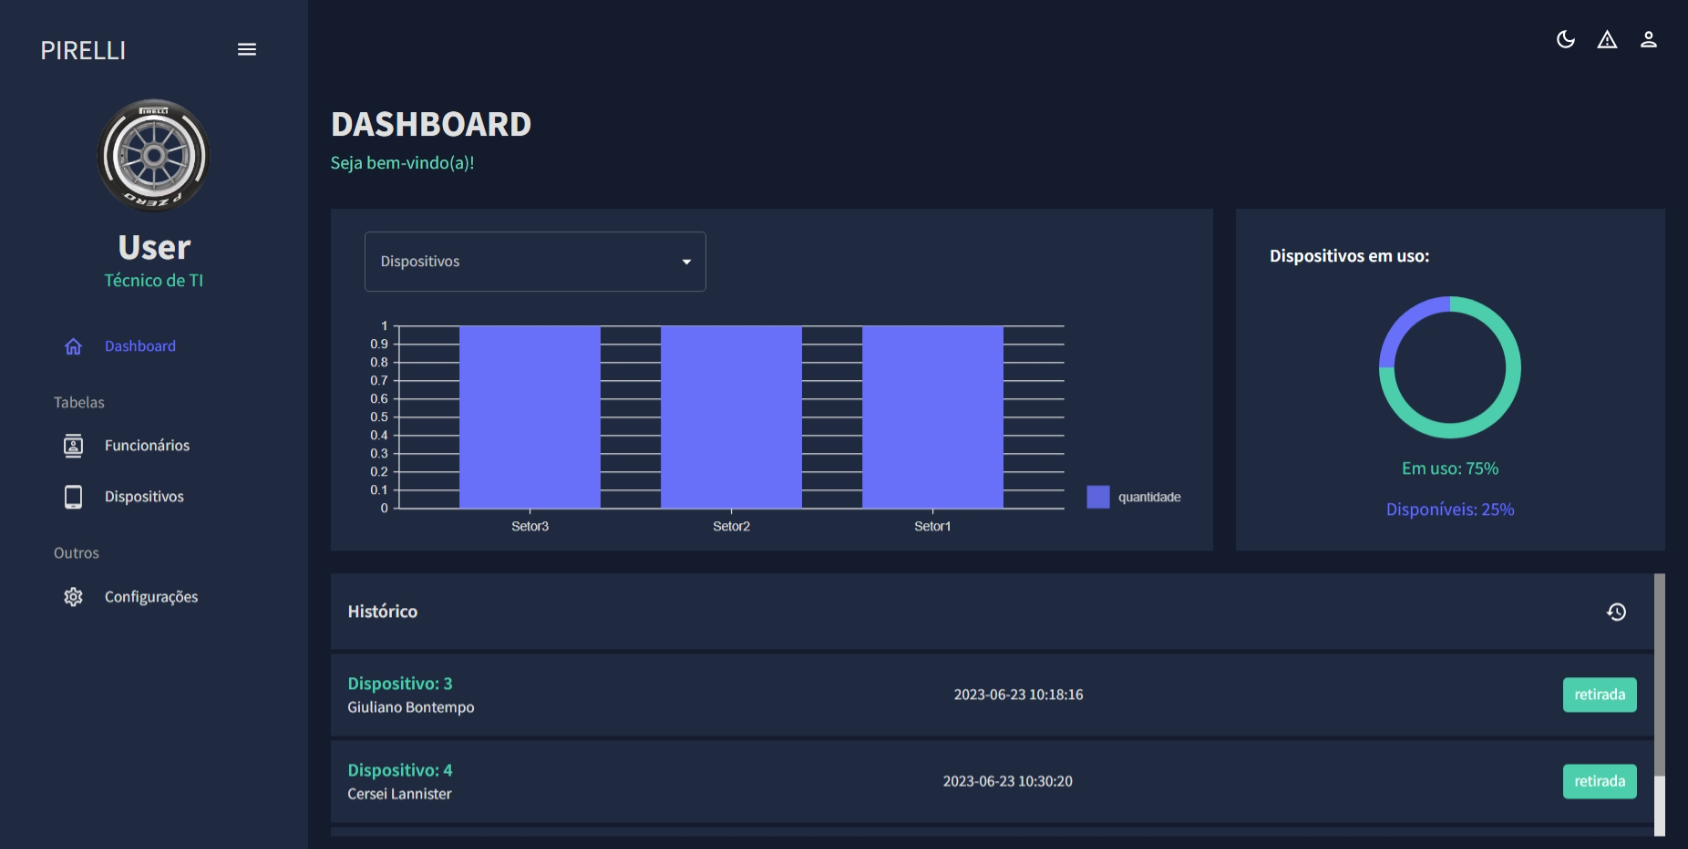 PIRELLI
PIRELLI
P ZERO
User
Técnico de TI
Dashboard
Tabelas
Funcionários
Dispositivos
Outros
Configurações
DASHBOARD
Seja bem-vindo(a)!
Dispositivos
1
0.9
0.8
0.7
0.6
0.5
0.4
0.3
0.2
0.1
0
Setor3 Setor2 Setor1
quantidade
Dispositivos em uso:
Em uso: 75%
Disponíveis: 25%
Histórico
Dispositivo: 3
Giuliano Bontempo
2023-06-23 10:18:16
retirada
Dispositivo: 4
Cersei Lannister
2023-06-23 10:30:20
retirada